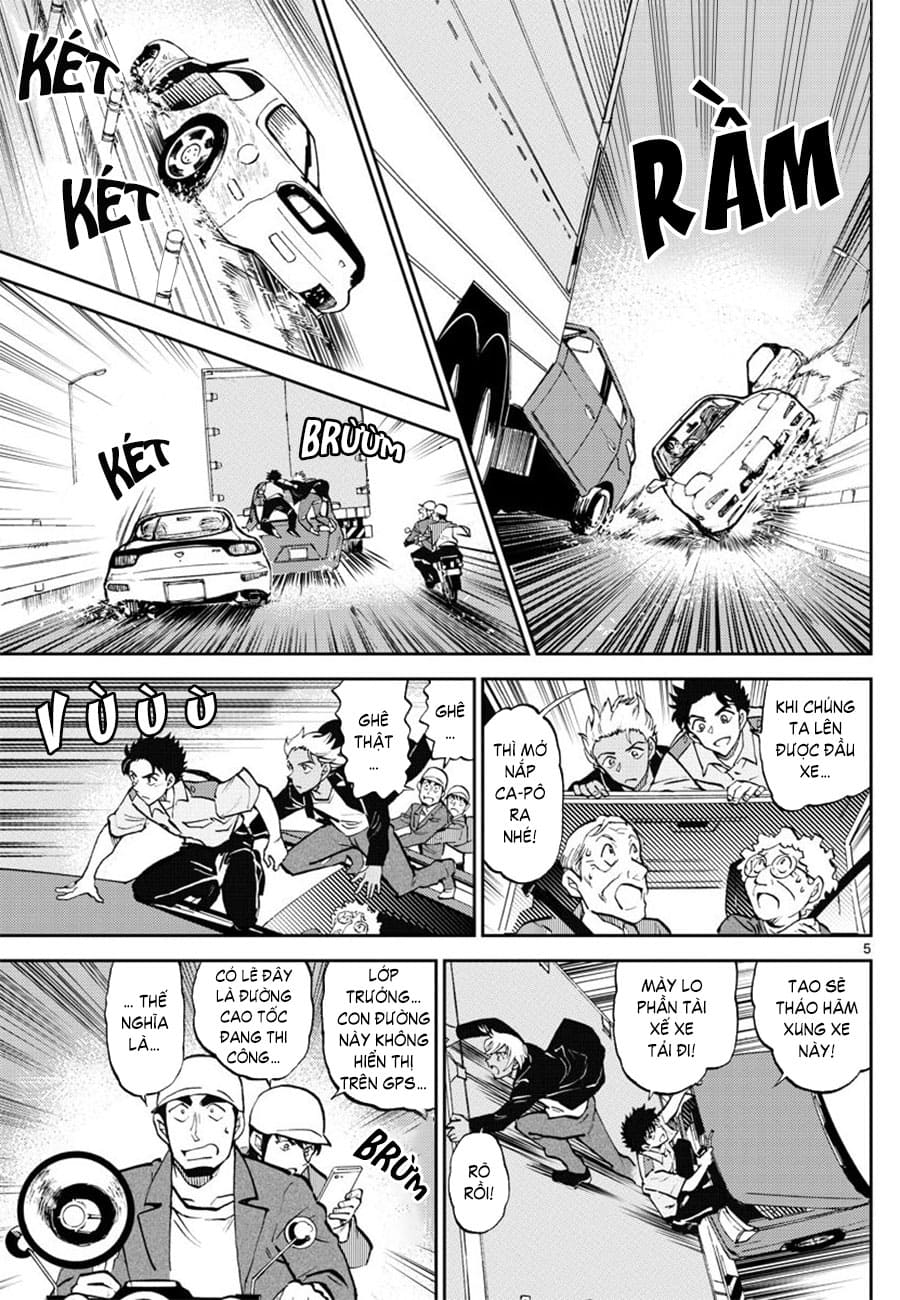 RẦM
KÉT
KÉT
KÉT
BRỪÙM
KHI CHÚNG
TA LÊN
ĐƯỢC ĐẦU
XE...
THÌ MỞ
NẮP
CA-PÔ
RA
NHÉ!
GHÊ
...
GHÊ
THẬT
...
VÙÙÙ
5
TAO SẼ
THÁO HÃM
XUNG XE
NÀY!
MÀY LO
PHẦN TÀI
XẾ XE
TẢI ĐI!
RÕ
RỒI!
LỚP
TRƯỞNG...
CON ĐƯỜNG
NÀY KHÔNG
HIỂN THỊ
TRÊN GPS...
CÓ LẼ ĐÂY
LÀ ĐƯỜNG
CAO TỐC
ĐANG THI
CÔNG...
... THẾ
NGHĨA
LÀ...
BRỪM